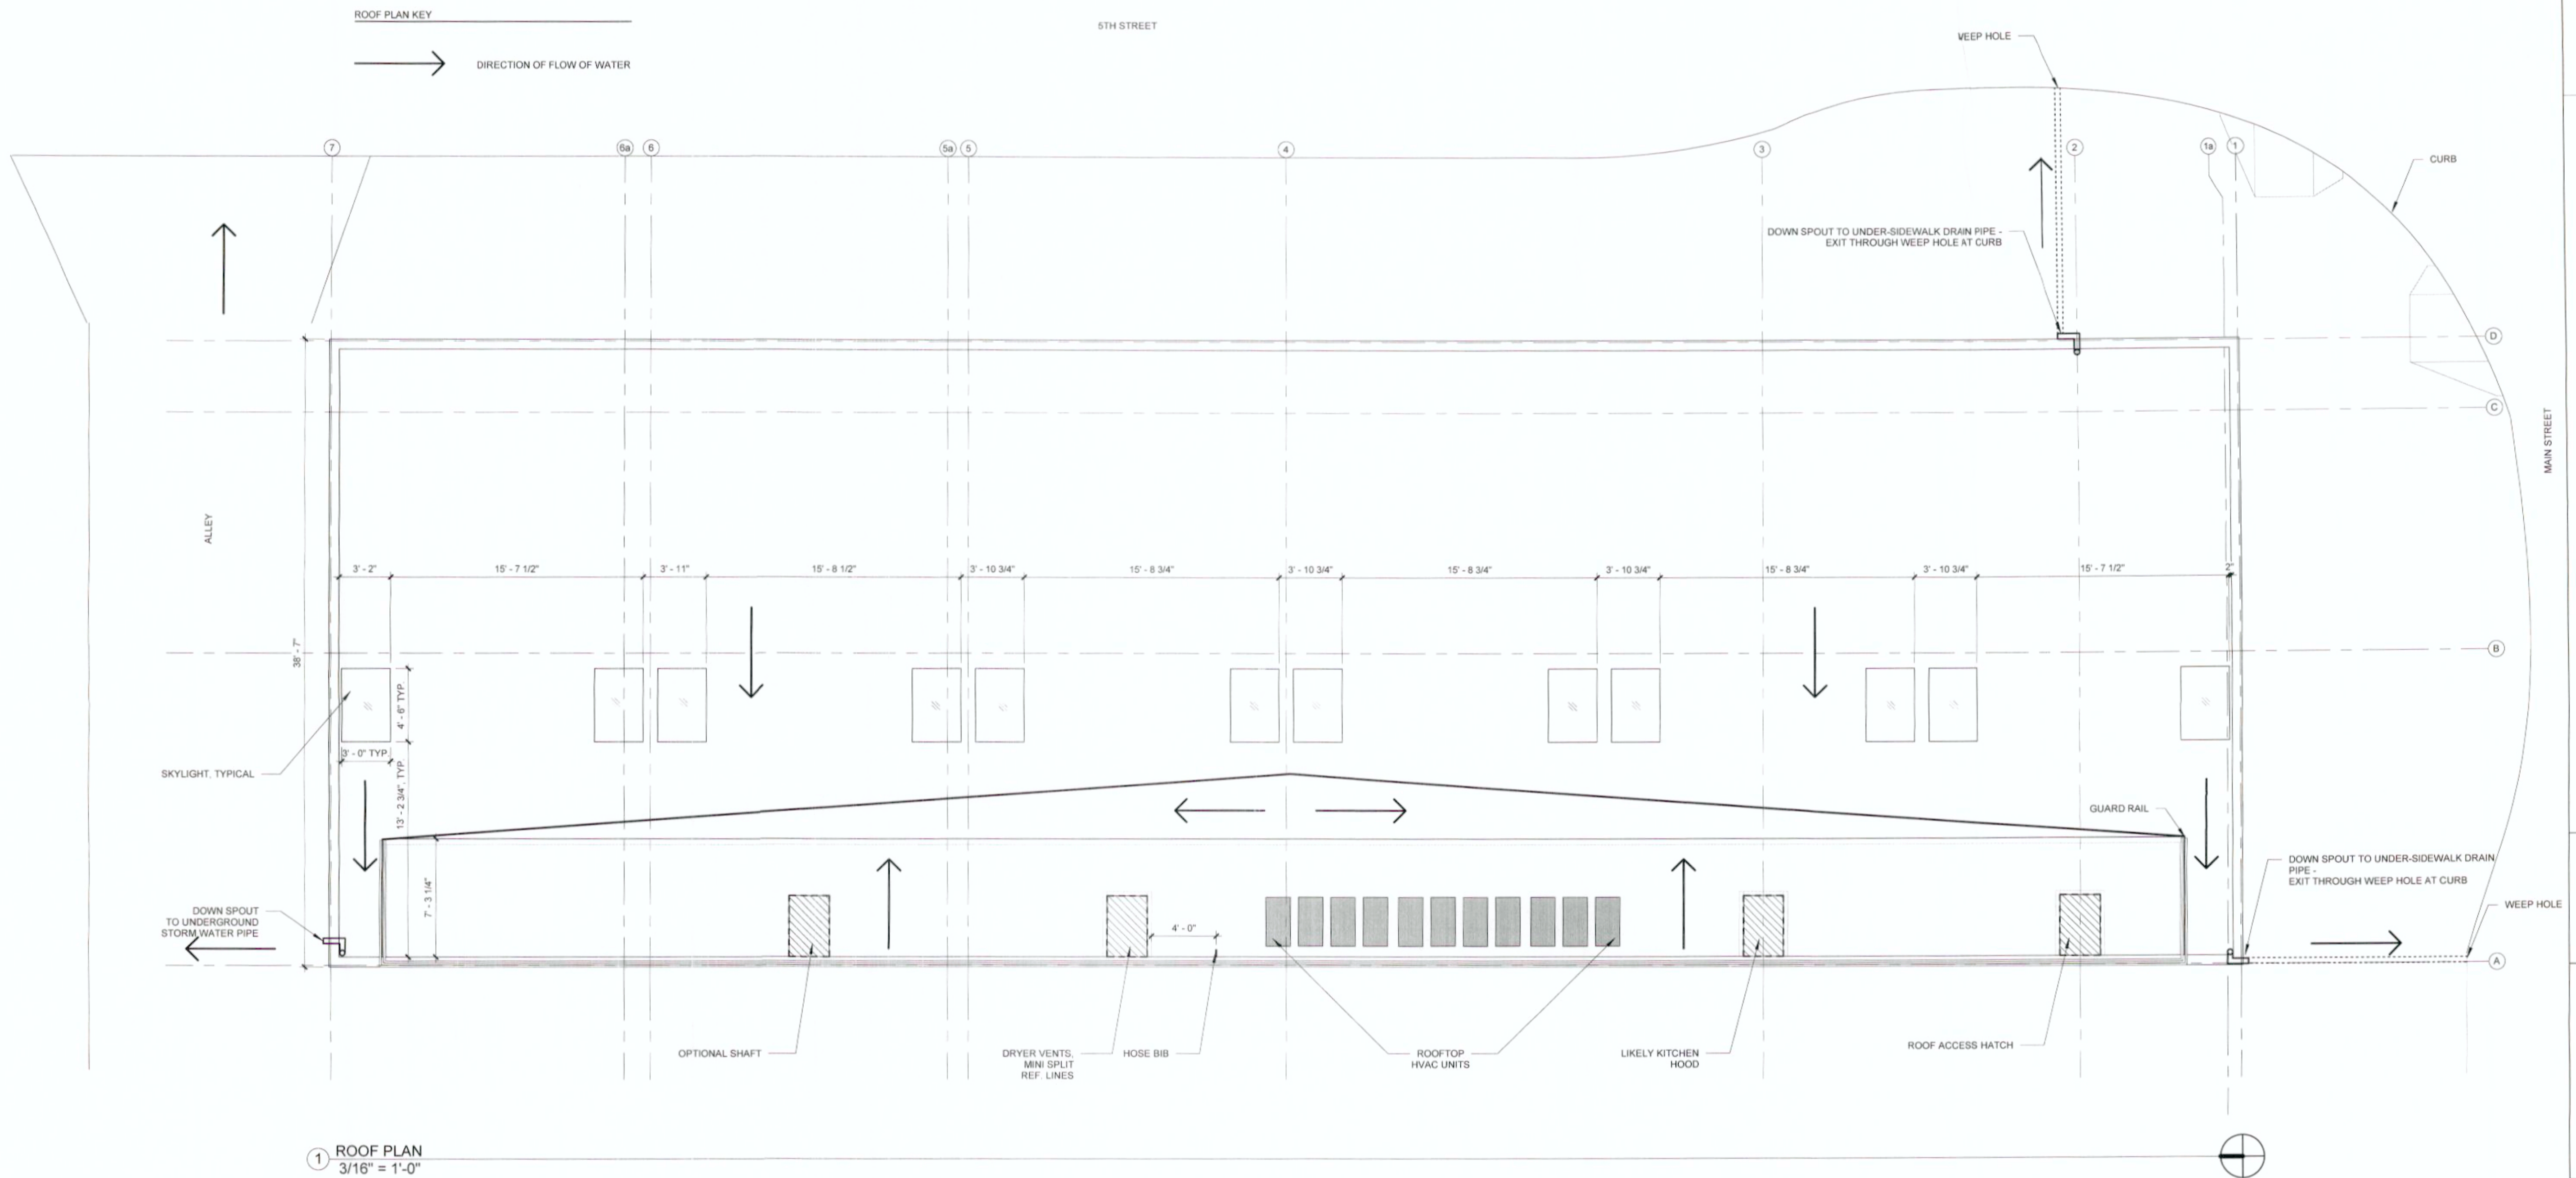 ROOF PLAN KEY
5TH STREET
DIRECTION OF FLOW OF WATER
WEEP HOLE
7
6a
6
5a
5
4
3
2
1a
1
CURB
DOWN SPOUT TO UNDER-SIDEWALK DRAIN PIPE -
EXIT THROUGH WEEP HOLE AT CURB
D
C
MAIN STREET
ALLEY
3' - 2"
15' - 7 1/2"
3' - 11"
15' - 8 1/2"
3' - 10 3/4"
15' - 8 3/4"
3' - 10 3/4"
15' - 8 3/4"
3' - 10 3/4"
15' - 8 3/4"
3' - 10 3/4"
15' - 7 1/2"
2"
38' - 7"
B
4' - 6" TYP.
3' - 0" TYP
SKYLIGHT, TYPICAL
13' - 2 3/4", TYP.
GUARD RAIL
7' - 3 1/4"
DOWN SPOUT TO UNDER-SIDEWALK DRAIN
PIPE -
EXIT THROUGH WEEP HOLE AT CURB
DOWN SPOUT
TO UNDERGROUND
STORM WATER PIPE
4' - 0"
WEEP HOLE
A
OPTIONAL SHAFT
DRYER VENTS,
MINI SPLIT
REF. LINES
HOSE BIB
ROOFTOP
HVAC UNITS
LIKELY KITCHEN
HOOD
ROOF ACCESS HATCH
1
ROOF PLAN
3/16" = 1'-0"